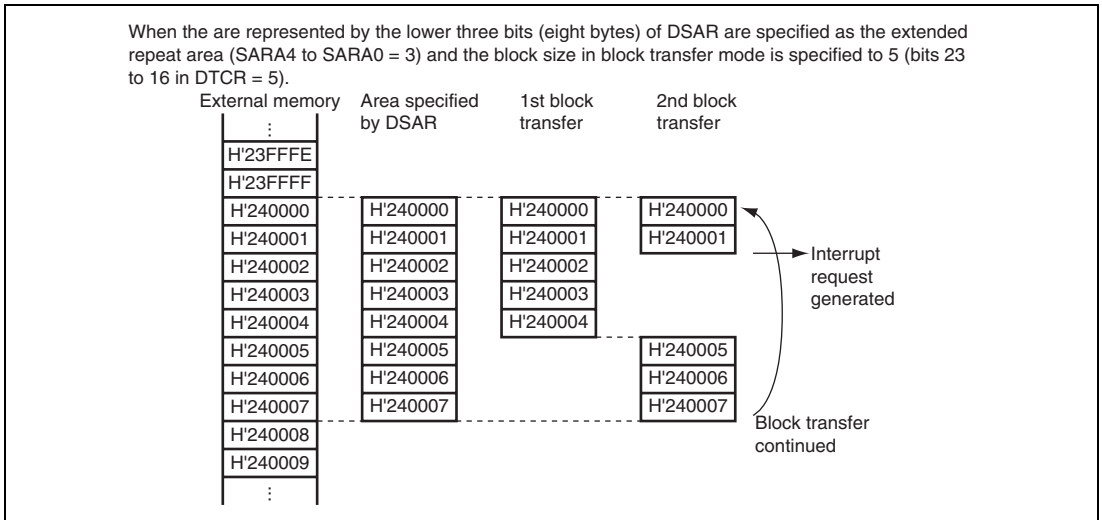 When the are represented by the lower three bits (eight bytes) of DSAR are specified as the extended
repeat area (SARA4 to SARA0 = 3) and the block size in block transfer mode is specified to 5 (bits 23
to 16 in DTCR = 5).
External memory
Area specified
by DSAR
1st block
transfer
2nd block
transfer
⋮
H'23FFFE
H'23FFFF
H'240000
H'240001
H'240002
H'240003
H'240004
H'240005
H'240006
H'240007
H'240008
H'240009
⋮
H'240000
H'240001
H'240002
H'240003
H'240004
H'240005
H'240006
H'240007
H'240000
H'240001
H'240002
H'240003
H'240004
H'240000
H'240001
H'240005
H'240006
H'240007
Interrupt
request
generated
Block transfer
continued